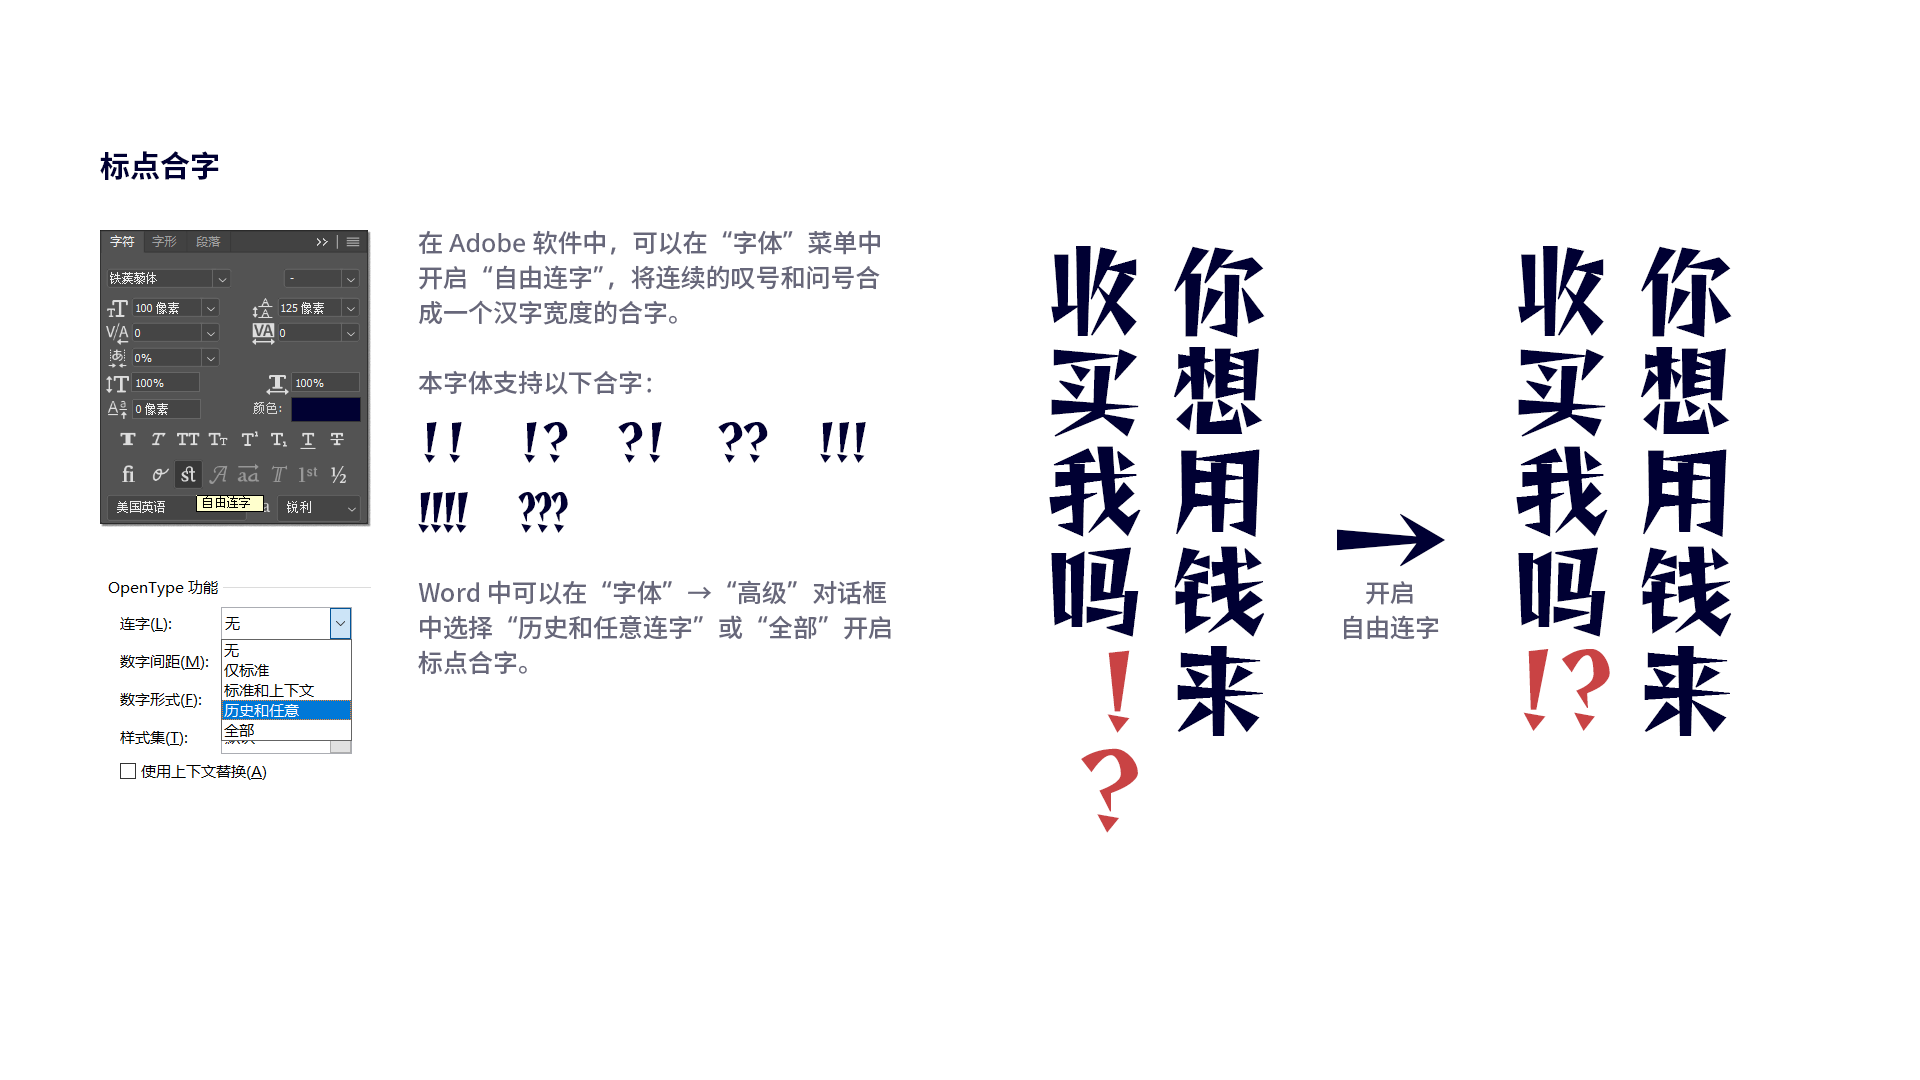 标点合字
字符 字形 段落
铁蒺藜体 -
100 像素 125 像素
0 0
0%
100% 100%
0 像素 颜色:
美国英语 自由连字 a 锐利
OpenType 功能
连字(L): 无
无
仅标准
数字间距(M):
标准和上下文
数字形式(F):
历史和任意
全部
样式集(T):
使用上下文替换(A)
在 Adobe 软件中，可以在“字体”菜单中
开启“自由连字”，将连续的叹号和问号合
成一个汉字宽度的合字。
本字体支持以下合字：
!! !? ?! ?? !!!
!!!! ???
Word 中可以在“字体”→“高级”对话框
中选择“历史和任意连字”或“全部”开启
标点合字。
你想用钱来
收买我吗!?
→
开启
自由连字
你想用钱来
收买我吗!?